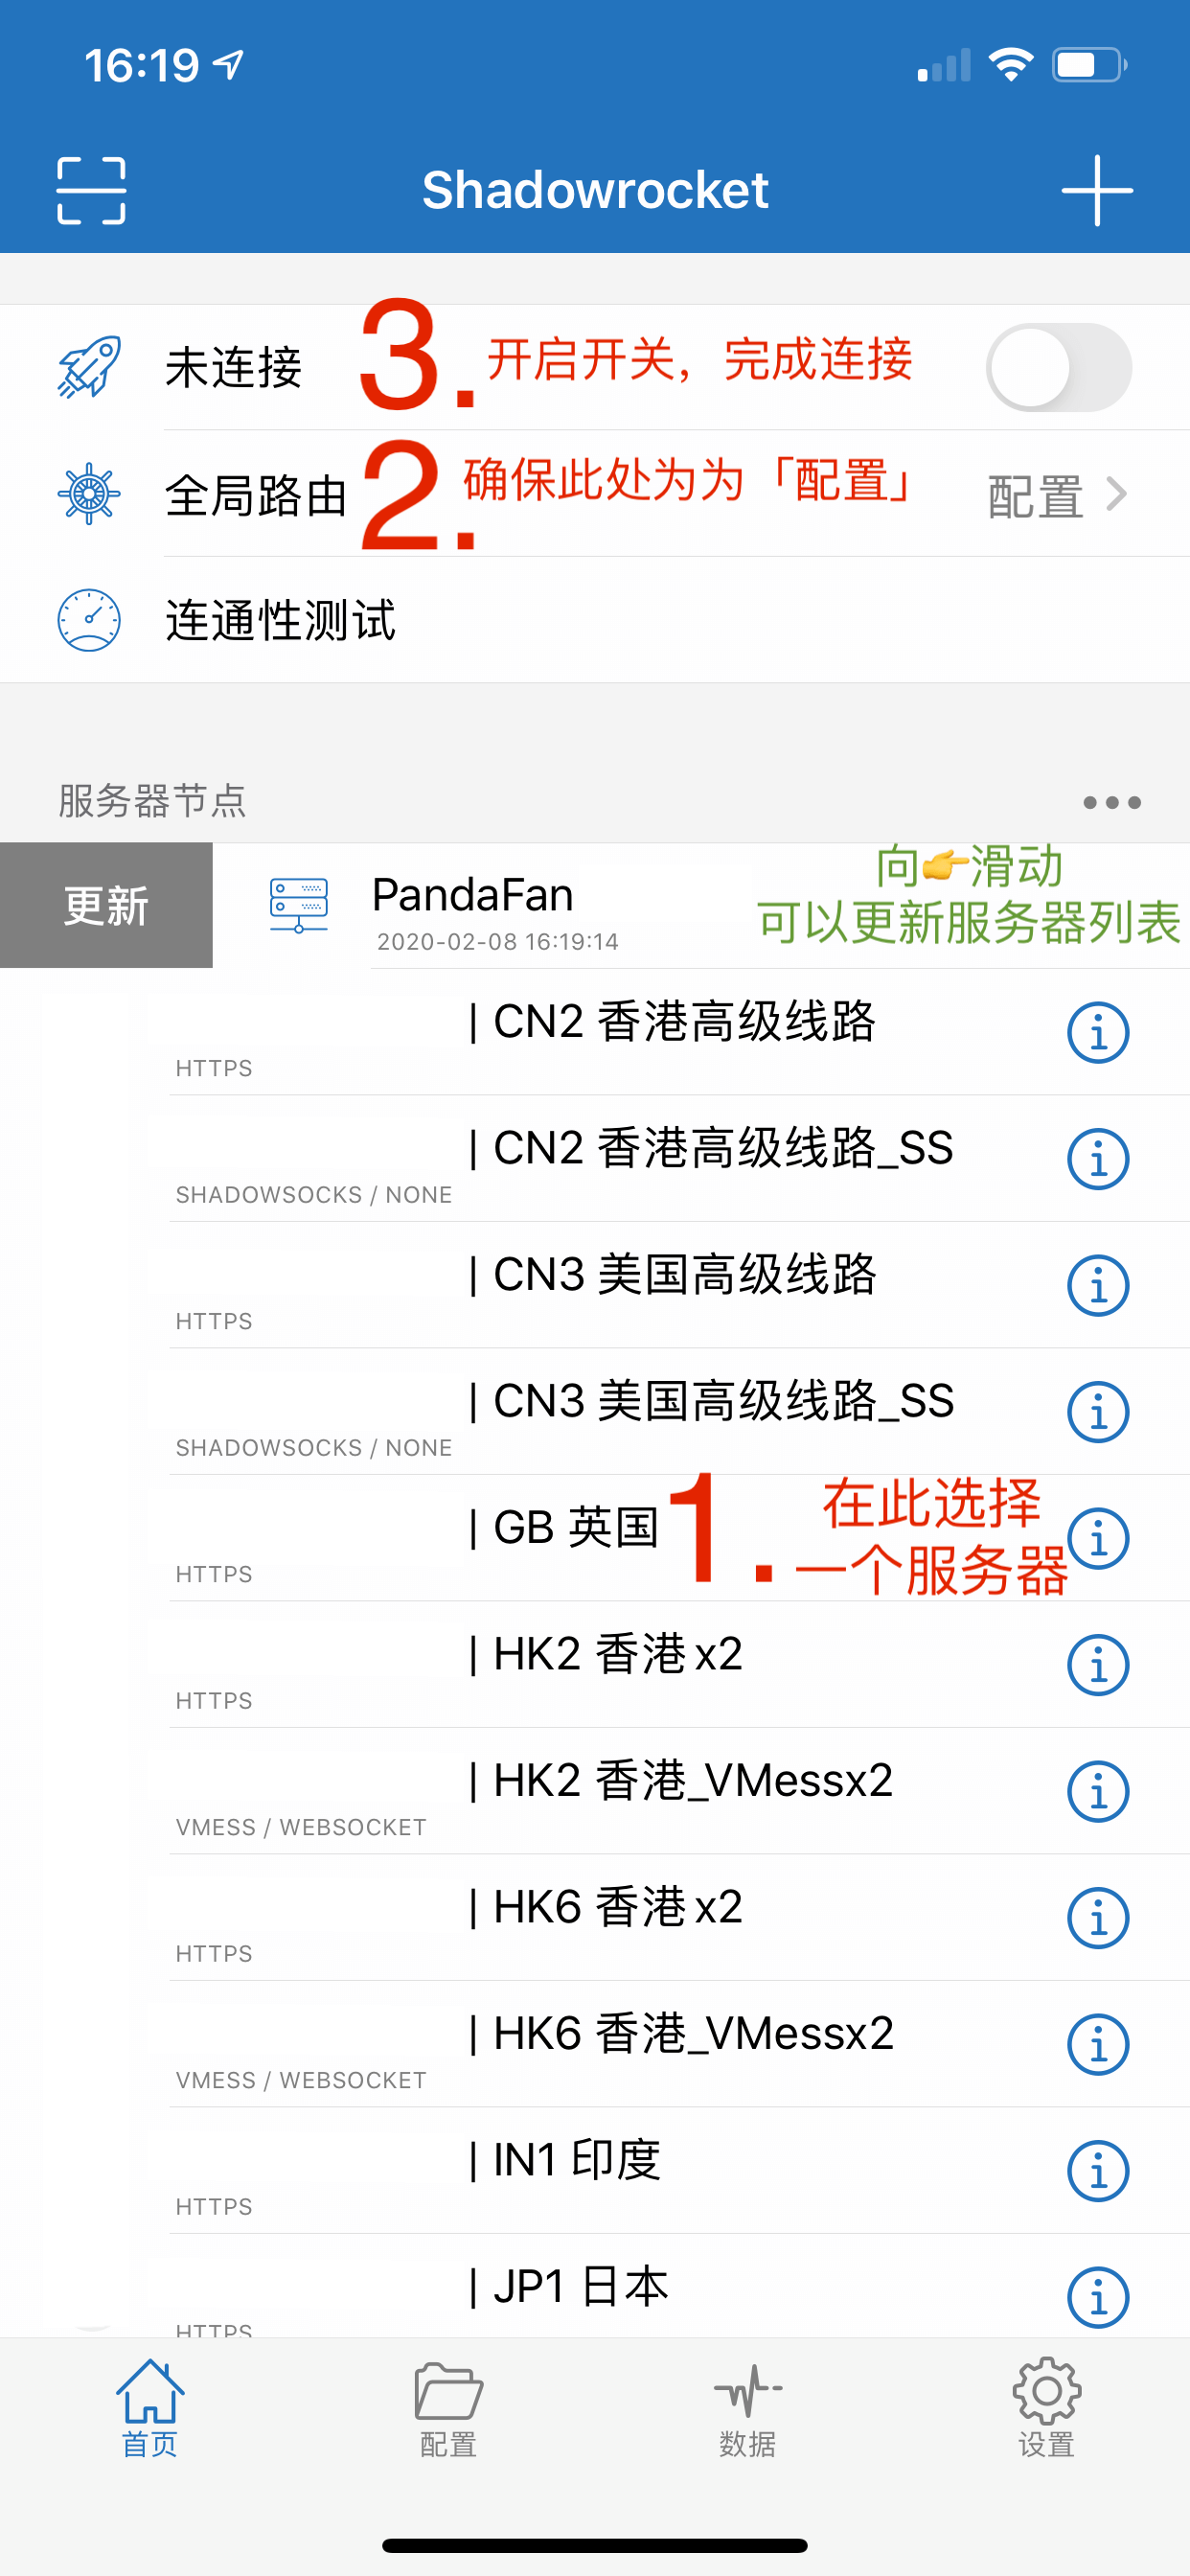 16:19
Shadowrocket
未连接 3. 开启开关，完成连接
全局路由 2. 确保此处为为「配置」 配置
连通性测试
服务器节点
更新 PandaFan 向👉滑动
2020-02-08 16:19:14 可以更新服务器列表
| CN2 香港高级线路
HTTPS
| CN2 香港高级线路_SS
SHADOWSOCKS / NONE
| CN3 美国高级线路
HTTPS
| CN3 美国高级线路_SS
SHADOWSOCKS / NONE
| GB 英国 1. 在此选择
一个服务器
HTTPS
| HK2 香港 x2
HTTPS
| HK2 香港_VMessx2
VMESS / WEBSOCKET
| HK6 香港 x2
HTTPS
| HK6 香港_VMessx2
VMESS / WEBSOCKET
| IN1 印度
HTTPS
| JP1 日本
HTTPS
首页 配置 数据 设置